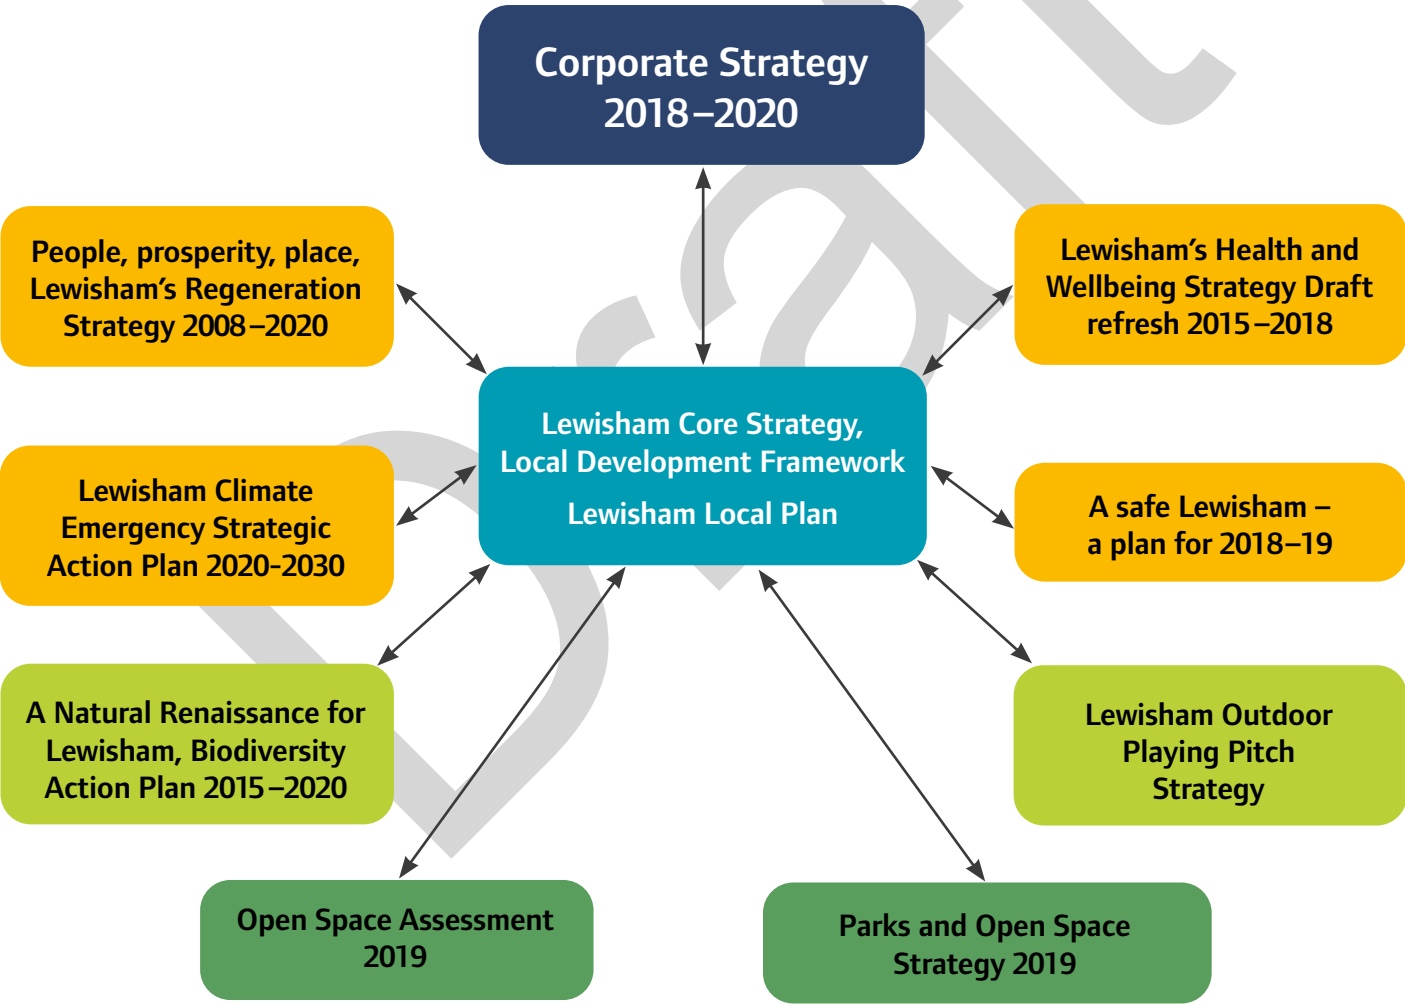 Corporate Strategy
2018–2020
People, prosperity, place,
Lewisham’s Regeneration
Strategy 2008–2020
Lewisham’s Health and
Wellbeing Strategy Draft
refresh 2015–2018
Lewisham Core Strategy,
Local Development Framework
Lewisham Local Plan
Lewisham Climate
Emergency Strategic
Action Plan 2020-2030
A safe Lewisham –
a plan for 2018–19
A Natural Renaissance for
Lewisham, Biodiversity
Action Plan 2015–2020
Lewisham Outdoor
Playing Pitch
Strategy
Open Space Assessment
2019
Parks and Open Space
Strategy 2019
Draft